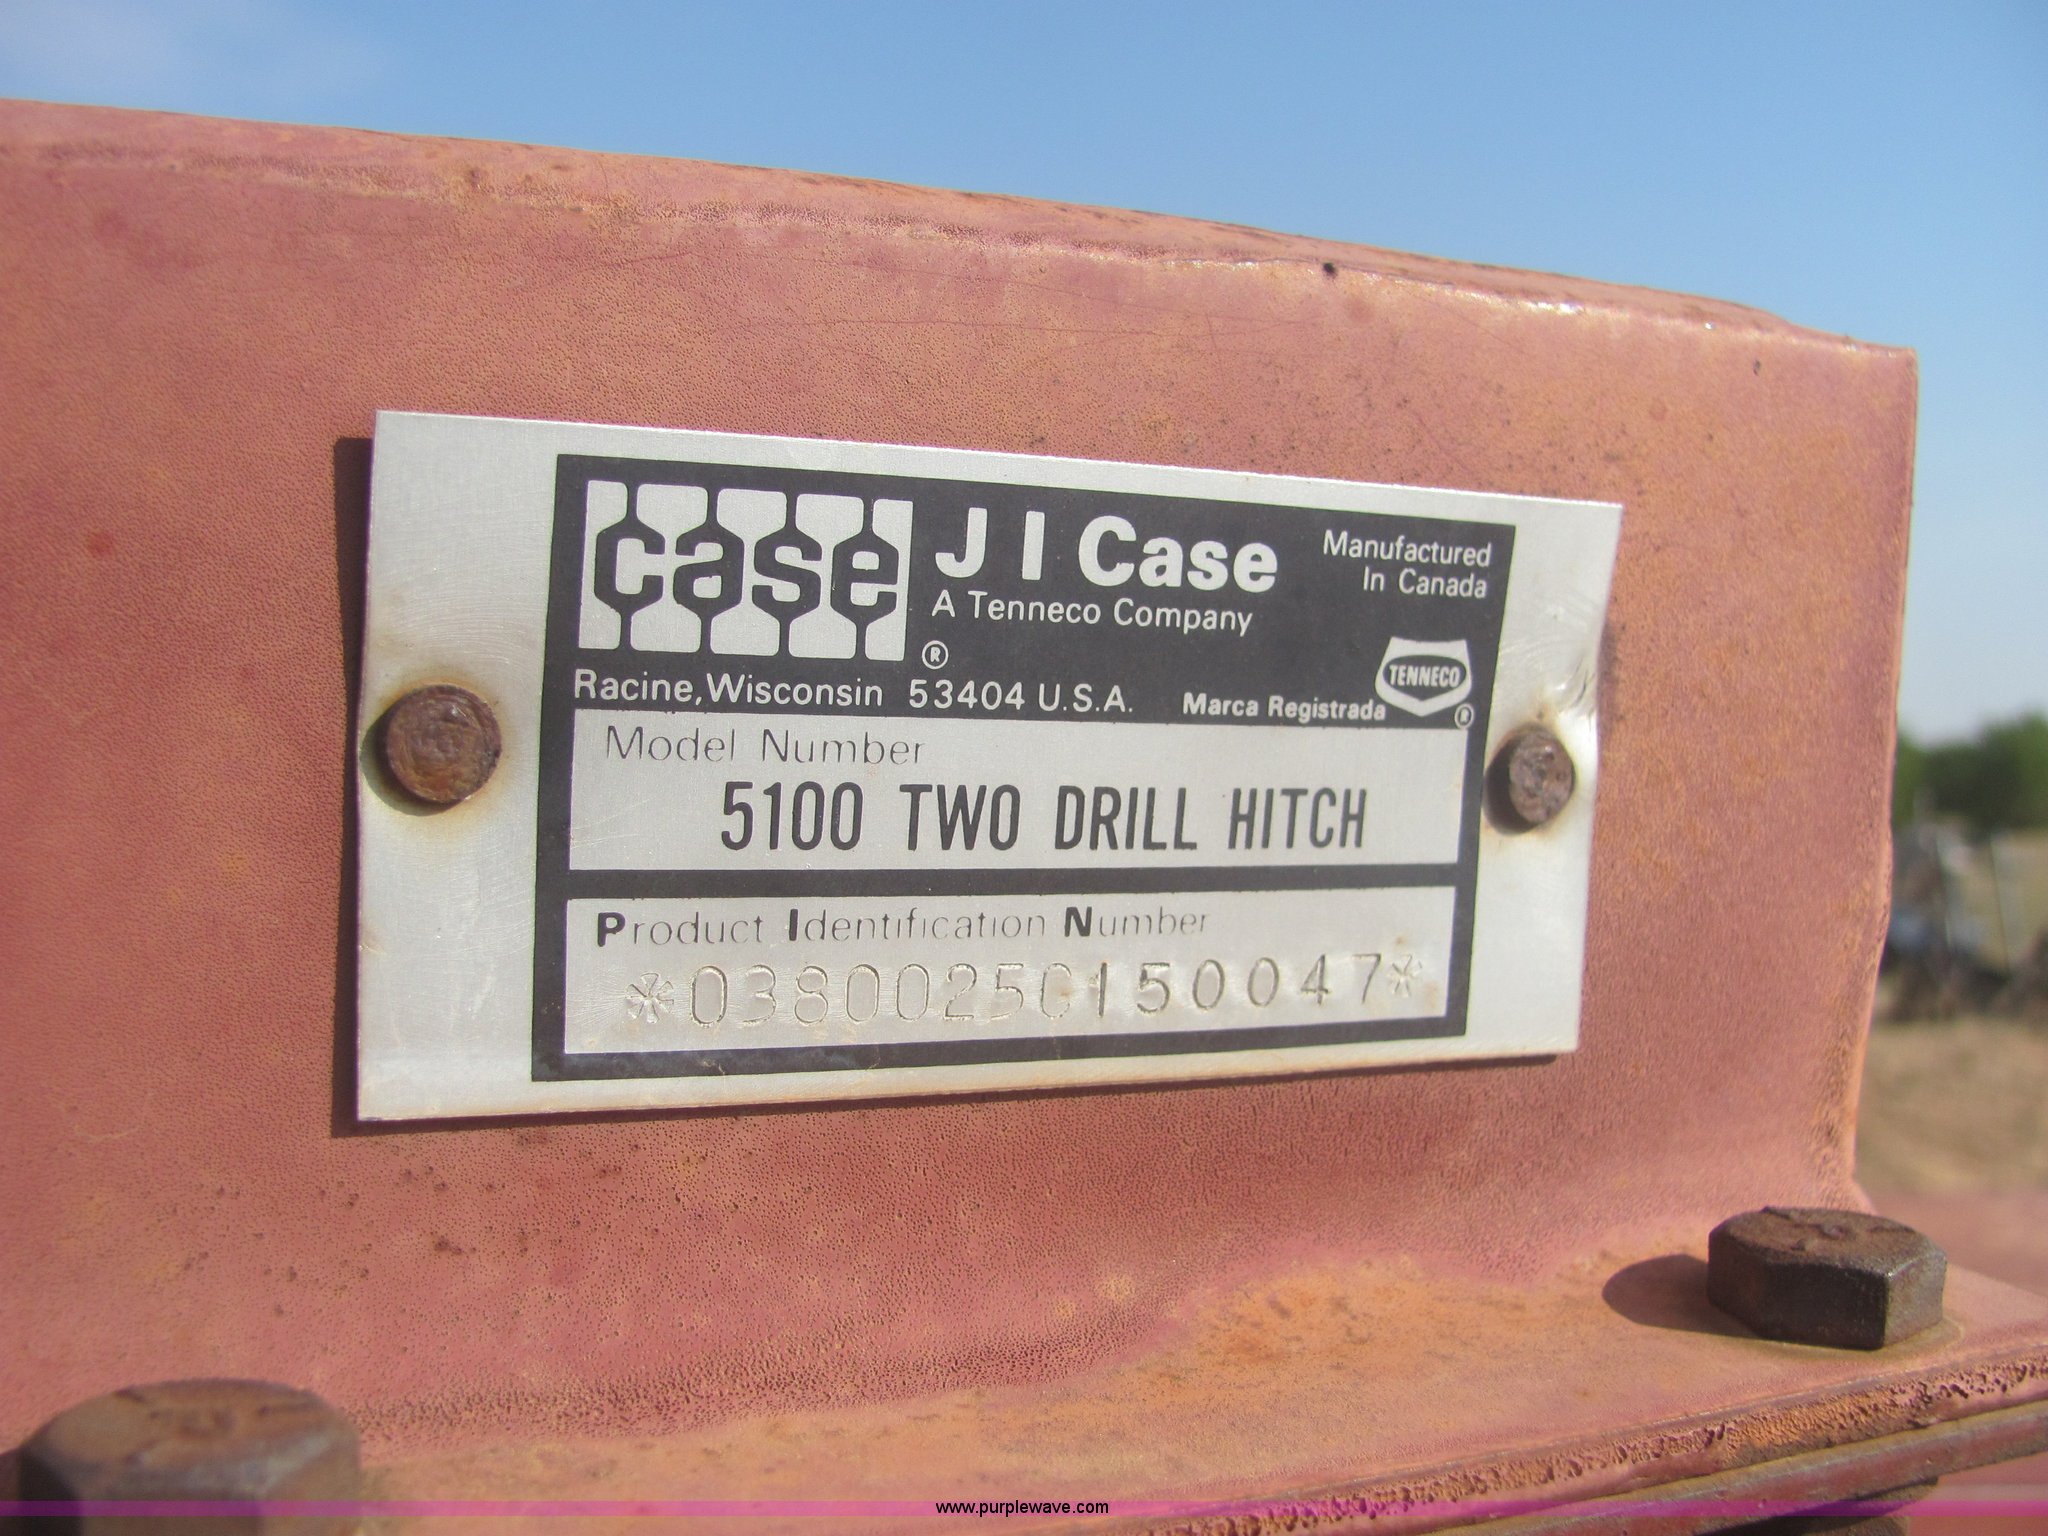 case
J I Case
Manufactured
In Canada
A Tenneco Company
®
TENNECO
Racine, Wisconsin 53404 U.S.A.
Marca Registrada
®
Model Number
5100 TWO DRILL HITCH
Product Identification Number
*0380025C150047*
www.purplewave.com